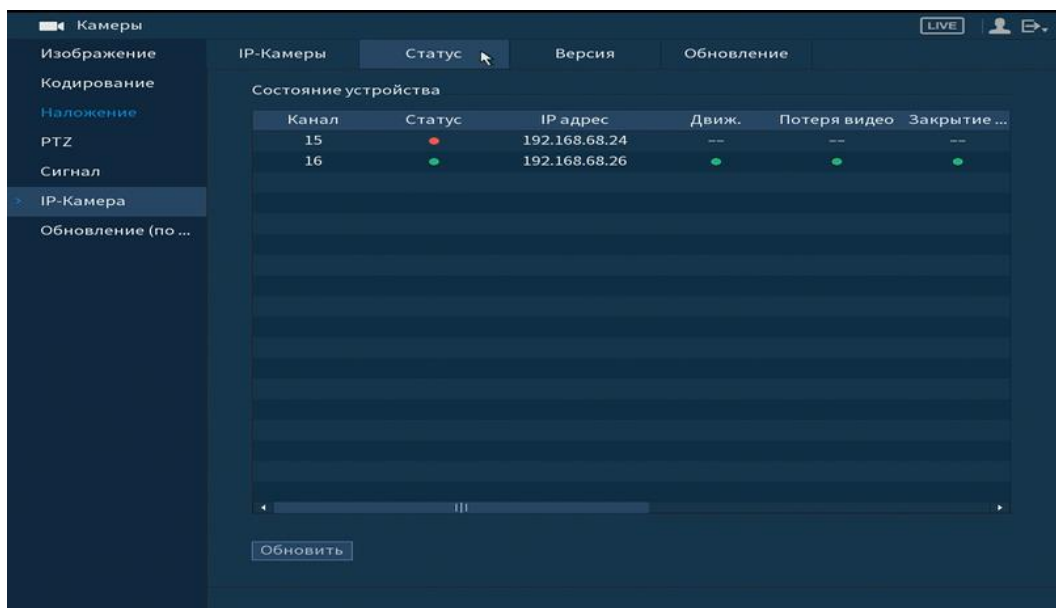 Камеры LIVE
Изображение
Кодирование
Наложение
PTZ
Сигнал
IP-Камера
Обновление (по ...
IP-Камеры Статус Версия Обновление
Состояние устройства
Канал Статус IP адрес Движ. Потеря видео Закрытие ...
15 192.168.68.24 -- -- --
16 192.168.68.26
Обновить